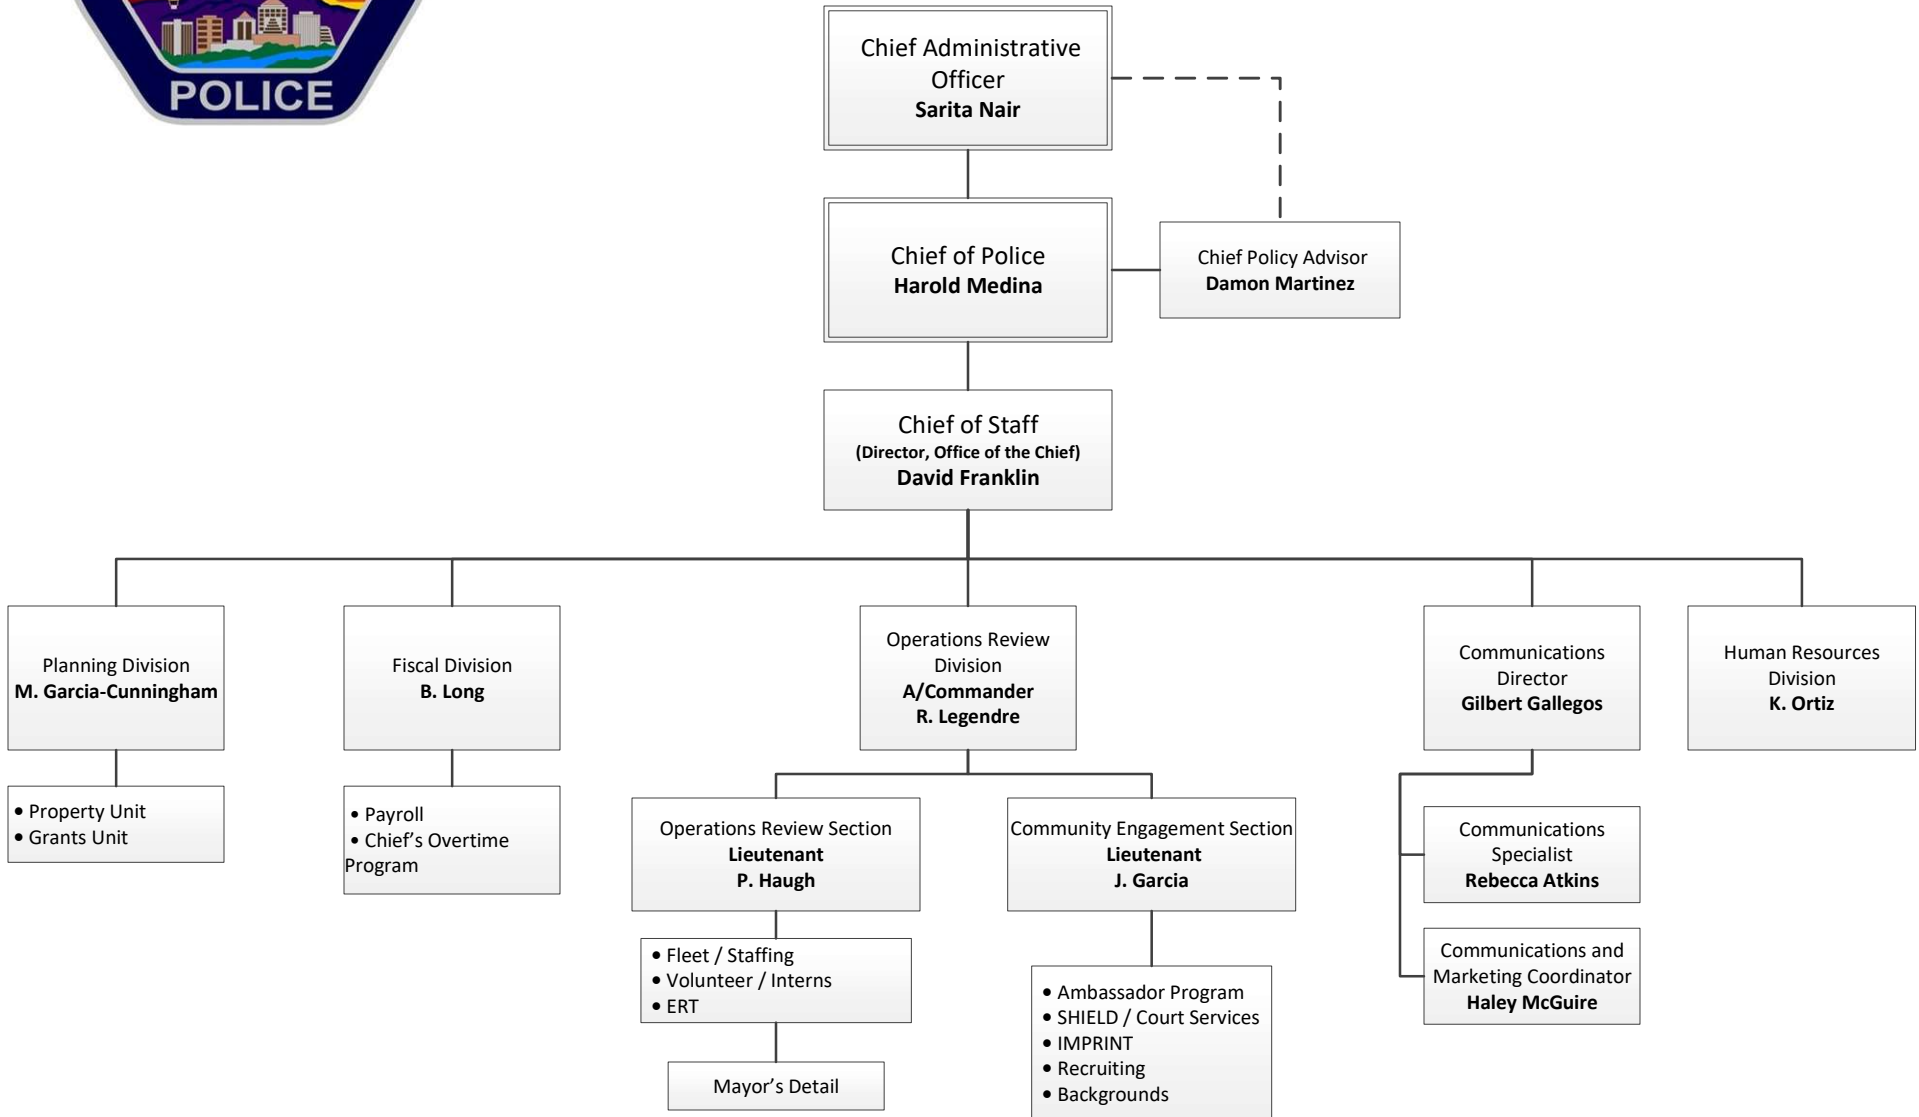 POLICE
Chief Administrative
Officer
Sarita Nair
Chief of Police
Harold Medina
Chief Policy Advisor
Damon Martinez
Chief of Staff
(Director, Office of the Chief)
David Franklin
Planning Division
M. Garcia-Cunningham
Fiscal Division
B. Long
Operations Review
Division
A/Commander
R. Legendre
Communications
Director
Gilbert Gallegos
Human Resources
Division
K. Ortiz
• Property Unit
• Grants Unit
• Payroll
• Chief’s Overtime
Program
Operations Review Section
Lieutenant
P. Haugh
Community Engagement Section
Lieutenant
J. Garcia
Communications
Specialist
Rebecca Atkins
Communications and
Marketing Coordinator
Haley McGuire
• Fleet / Staffing
• Volunteer / Interns
• ERT
• Ambassador Program
• SHIELD / Court Services
• IMPRINT
• Recruiting
• Backgrounds
Mayor’s Detail